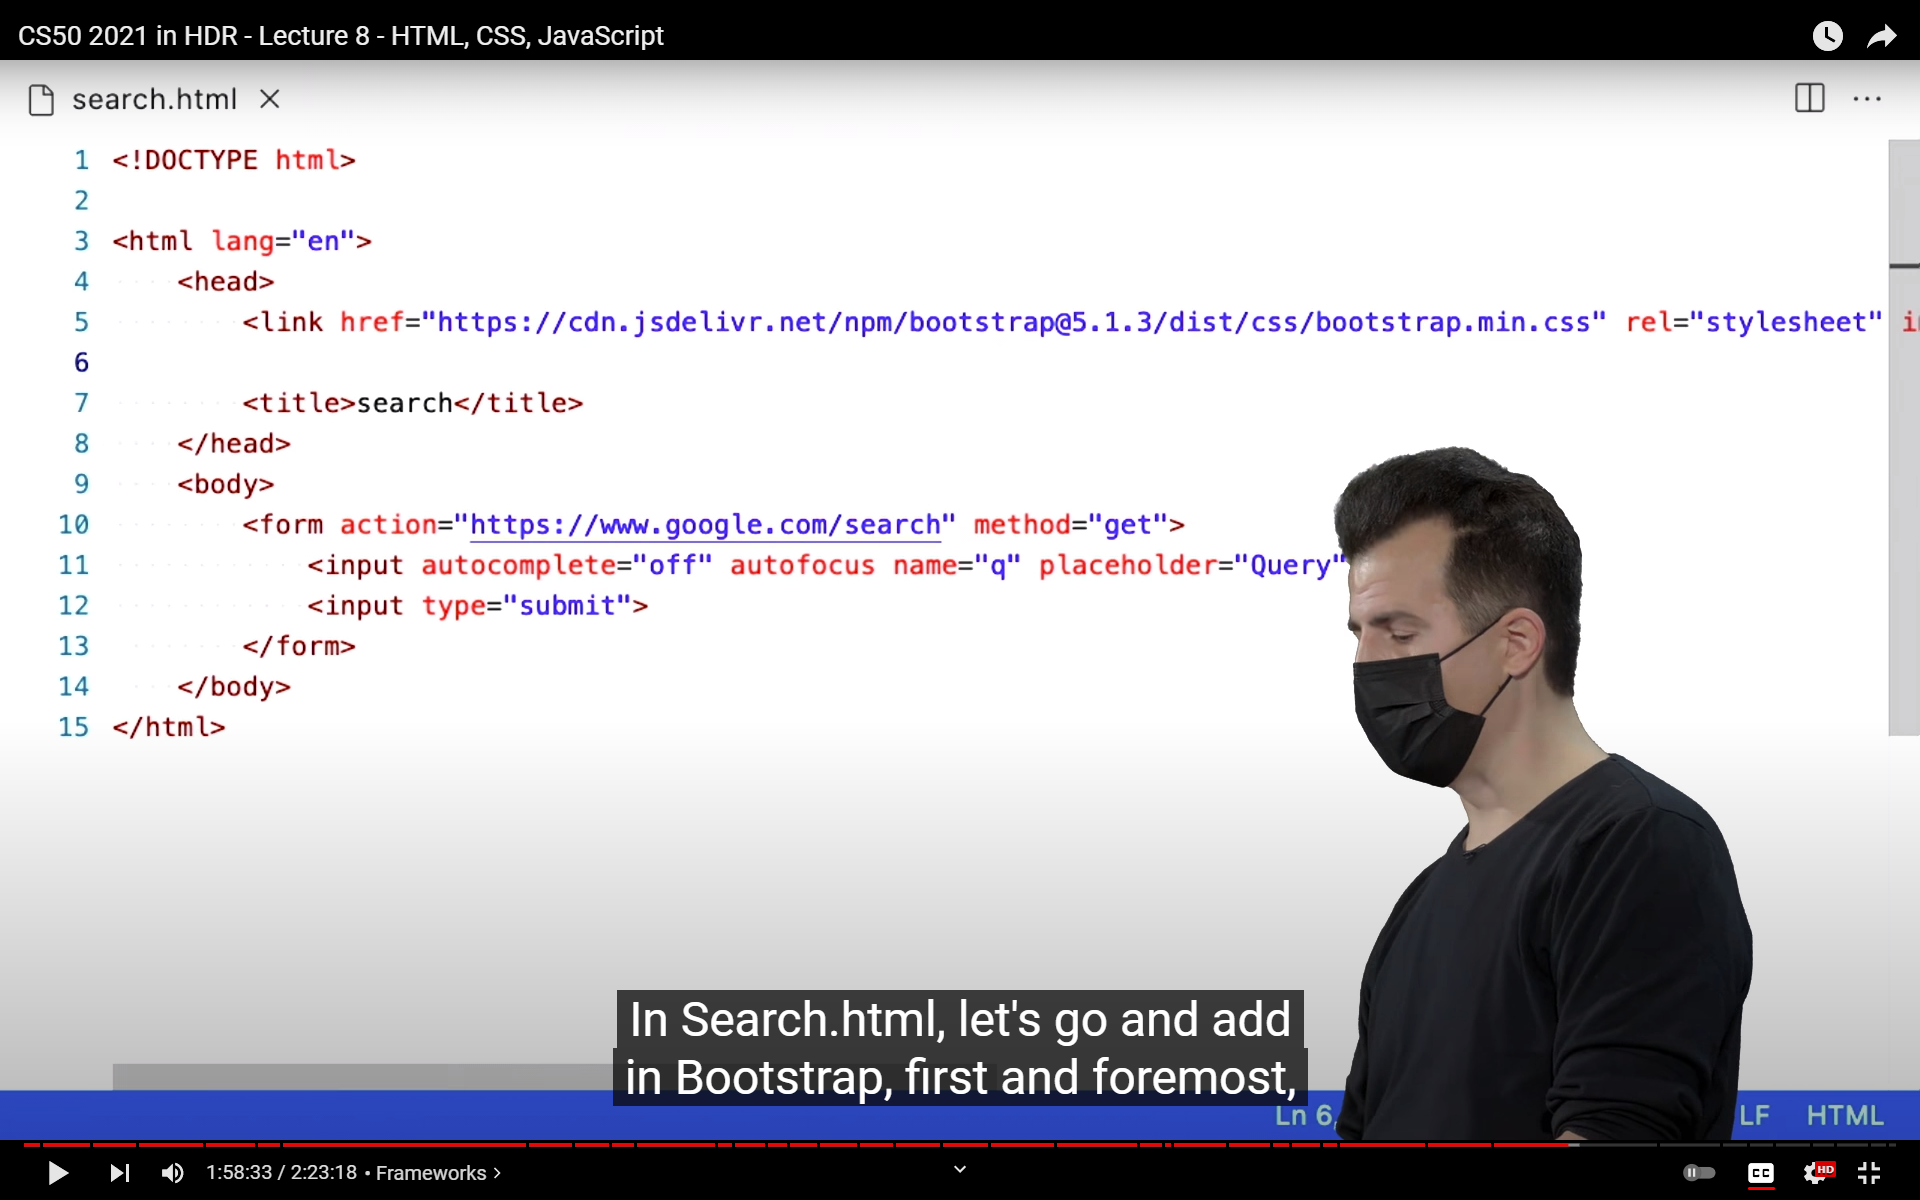 CS50 2021 in HDR - Lecture 8 - HTML, CSS, JavaScript
search.html
1 <!DOCTYPE html>
2
3 <html lang="en">
4 <head>
5 <link href="https://cdn.jsdelivr.net/npm/bootstrap@5.1.3/dist/css/bootstrap.min.css" rel="stylesheet"
6
7 <title>search</title>
8 </head>
9 <body>
10 <form action="https://www.google.com/search" method="get">
11 <input autocomplete="off" autofocus name="q" placeholder="Query"
12 <input type="submit">
13 </form>
14 </body>
15 </html>
In Search.html, let's go and add
in Bootstrap, first and foremost,
Ln 6, LF HTML
1:58:33 / 2:23:18 • Frameworks
CC HD